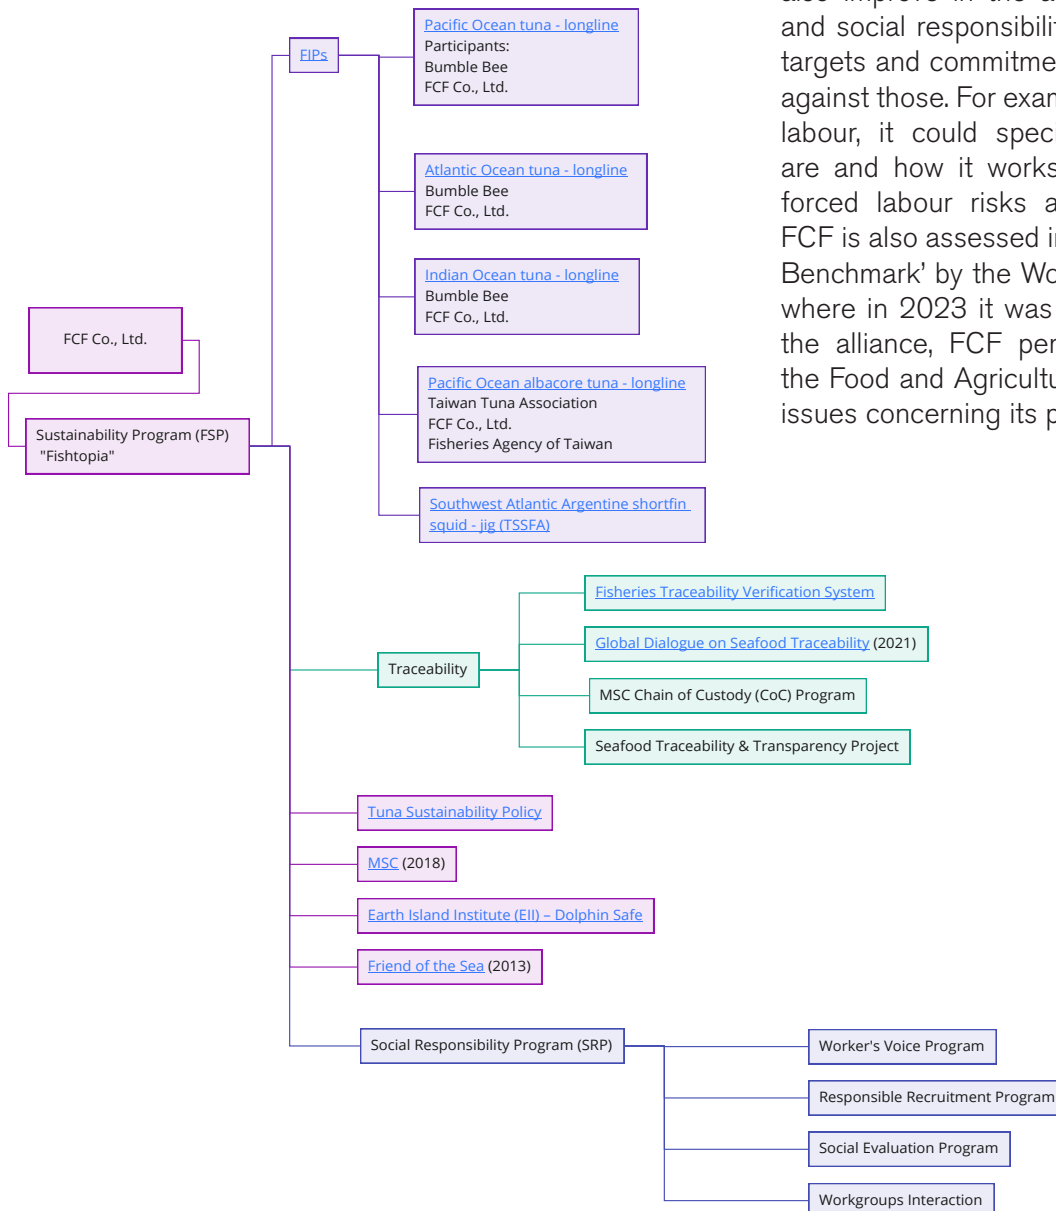 also improve in the a
and social responsibilit
targets and commitme
against those. For exam
labour, it could speci
are and how it works
forced labour risks a
FCF is also assessed i
Benchmark' by the Wo
where in 2023 it was
the alliance, FCF per
the Food and Agricultu
issues concerning its p
FCF Co., Ltd.
Sustainability Program (FSP)
"Fishtopia"
FIPs
Pacific Ocean tuna - longline
Participants:
Bumble Bee
FCF Co., Ltd.
Atlantic Ocean tuna - longline
Bumble Bee
FCF Co., Ltd.
Indian Ocean tuna - longline
Bumble Bee
FCF Co., Ltd.
Pacific Ocean albacore tuna - longline
Taiwan Tuna Association
FCF Co., Ltd.
Fisheries Agency of Taiwan
Southwest Atlantic Argentine shortfin
squid - jig (TSSFA)
Traceability
Fisheries Traceability Verification System
Global Dialogue on Seafood Traceability (2021)
MSC Chain of Custody (CoC) Program
Seafood Traceability & Transparency Project
Tuna Sustainability Policy
MSC (2018)
Earth Island Institute (EII) – Dolphin Safe
Friend of the Sea (2013)
Social Responsibility Program (SRP)
Worker's Voice Program
Responsible Recruitment Program
Social Evaluation Program
Workgroups Interaction